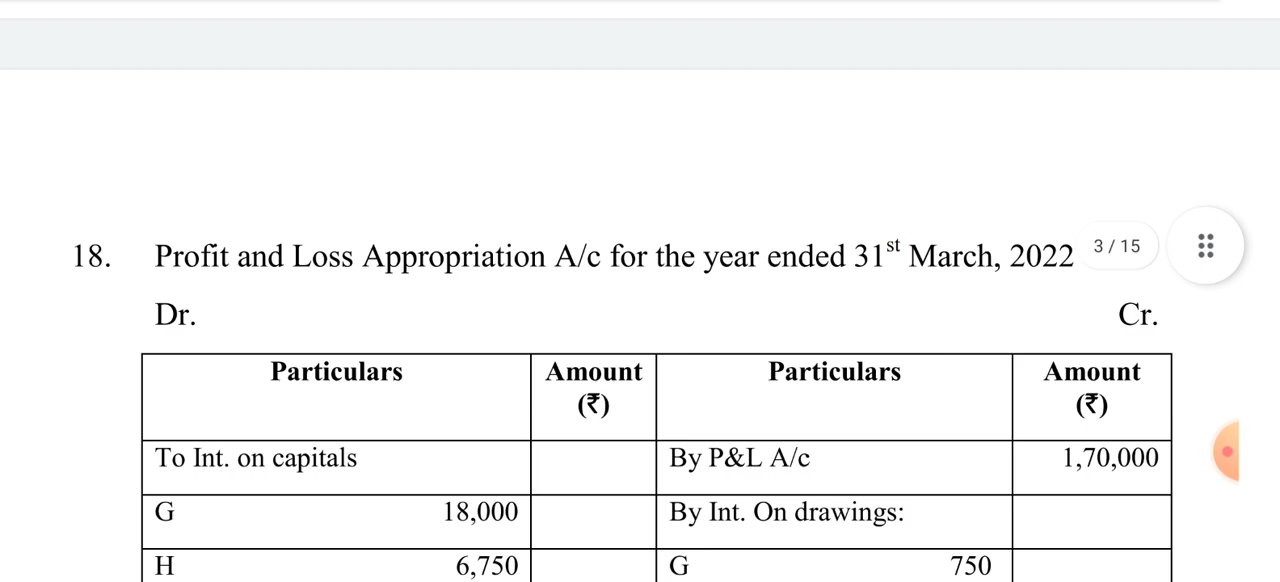 18. Profit and Loss Appropriation A/c for the year ended 31st March, 2022
3 / 15
Dr. Cr.
Particulars Amount (₹) Particulars Amount (₹)
To Int. on capitals By P&L A/c 1,70,000
G 18,000 By Int. On drawings:
H 6,750 G 750